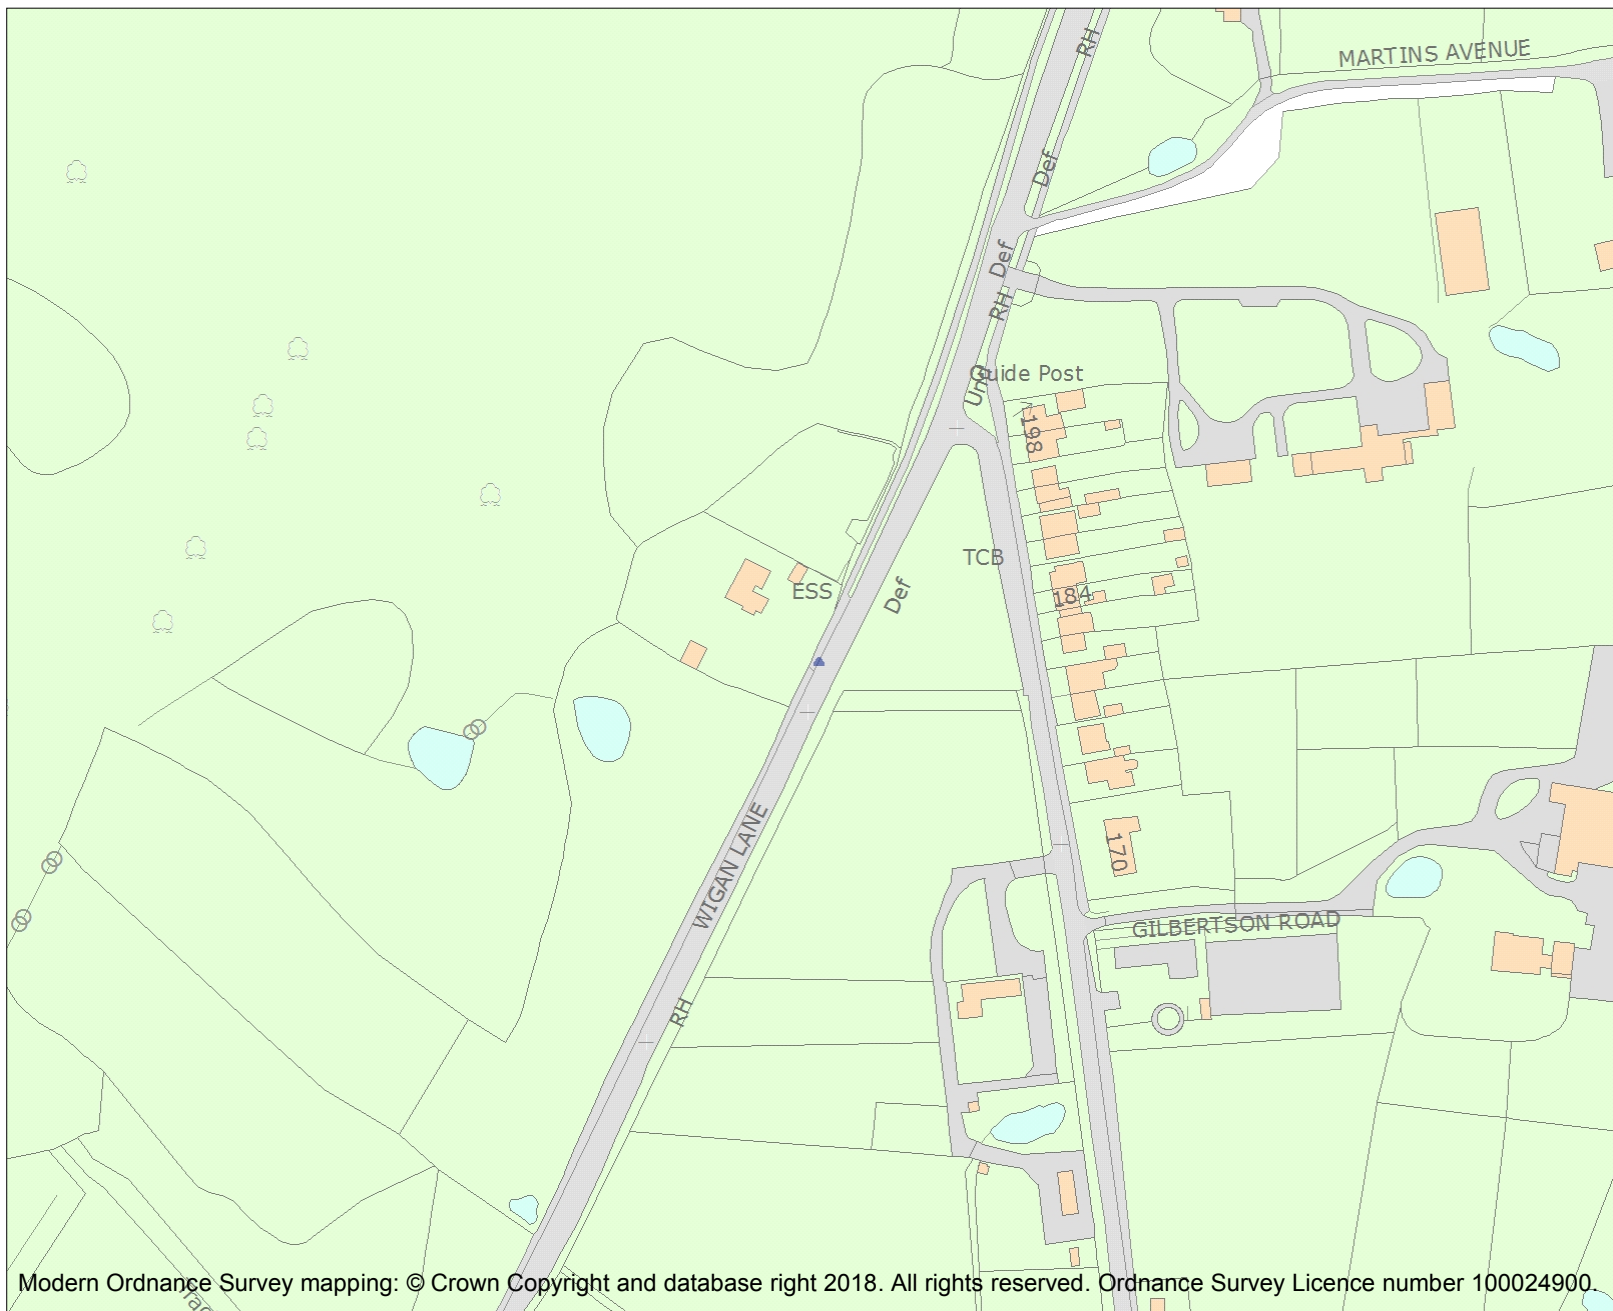 RH
MARTINS AVENUE
Def
Def
RH
Guide Post
Und
198
TCB
ESS
Def
184
WIGAN LANE
170
GILBERTSON ROAD
RH
Modern Ordnance Survey mapping: © Crown Copyright and database right 2018. All rights reserved. Ordnance Survey Licence number 100024900.